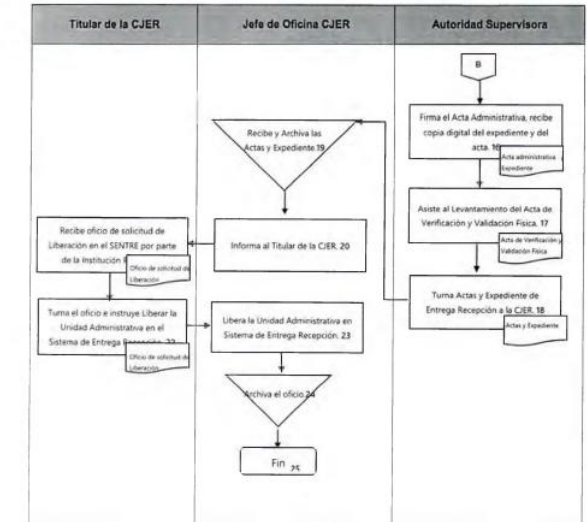 Titular de la CJER
Jefe de Oficina CJER
Autoridad Supervisora
B
Firma el Acta Administrativa, recibe
copia digital del expediente y del
acta. 16
Acta administrativa
Expediente
Asiste al Levantamiento del Acta de
Verificación y Validación Física. 17
Acta de Verificación y
Validación Física
Turna Actas y Expediente de
Entrega Recepción a la CJER. 18
Actas y Expediente
Recibe y Archiva las
Actas y Expediente.19
Informa al Titular de la CJER. 20
Recibe oficio de solicitud de
Liberación en el SENTRE por parte
de la Institución
Oficio de solicitud de
Liberación
Turna el oficio e instruye Liberar la
Unidad Administrativa en el
Sistema de Entrega
Oficio de solicitud de
Liberación
Libera la Unidad Administrativa en
Sistema de Entrega Recepción. 23
Archiva el oficio.24
Fin 25